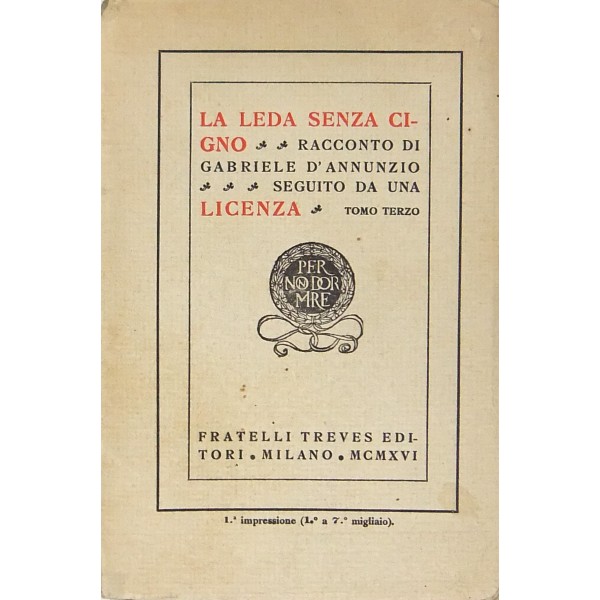 LA LEDA SENZA CI-
GNO RACCONTO DI
GABRIELE D'ANNUNZIO
SEGUITO DA UNA
LICENZA TOMO TERZO
PER
NON DOR
MIRE
FRATELLI TREVES EDI-
TORI • MILANO • MCMXVI
1.ª impressione (1.º a 7.º migliaio).